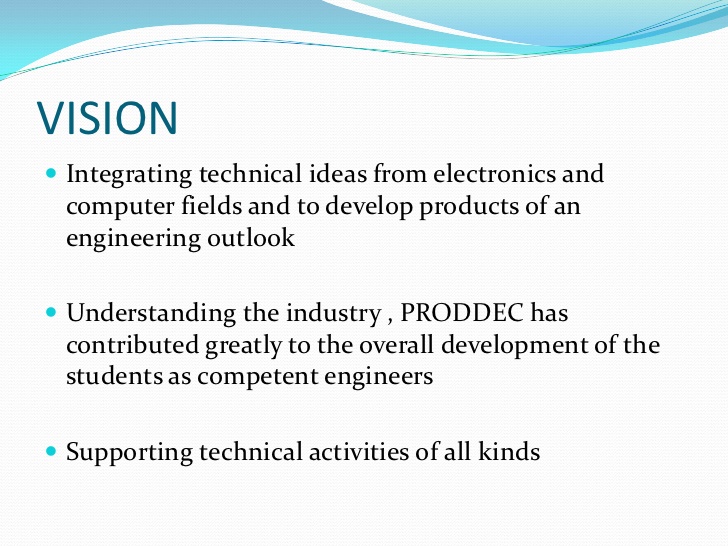 VISION
• Integrating technical ideas from electronics and
computer fields and to develop products of an
engineering outlook
• Understanding the industry , PRODDEC has
contributed greatly to the overall development of the
students as competent engineers
• Supporting technical activities of all kinds